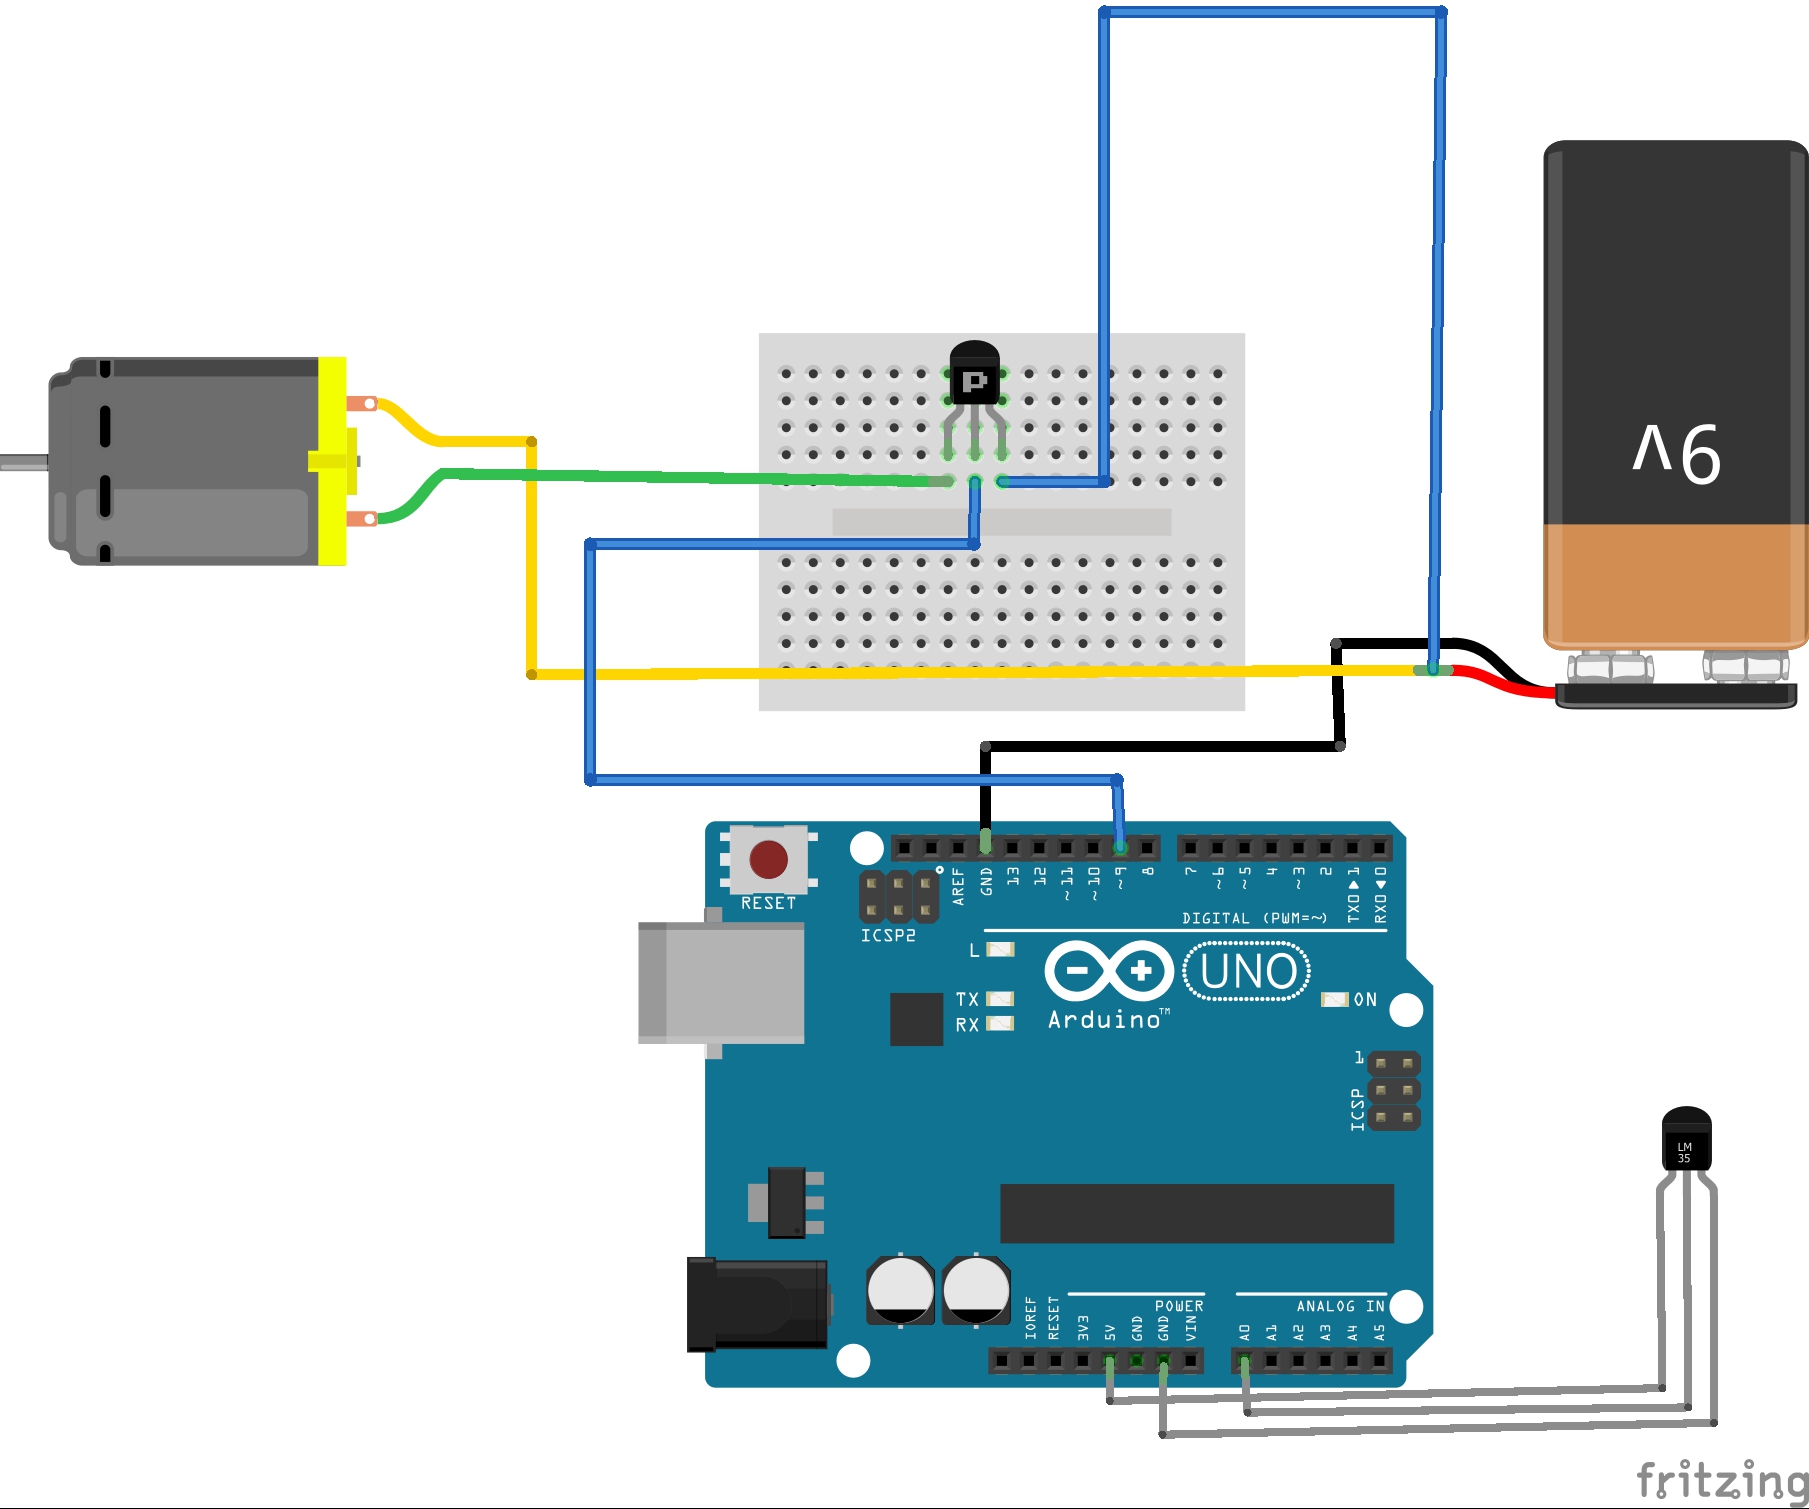 P
9V
RESET
ICSP2
AREF
GND
13
12
~11
~10
~9
8
7
~6
~5
4
~3
2
TX0▶1
RX0◀0
DIGITAL (PWM=~)
L
TX
RX
Arduino™
UNO
ON
1
ICSP
LM
35
IOREF
RESET
3V3
5V
GND
GND
VIN
POWER
A0
A1
A2
A3
A4
A5
ANALOG IN
fritzing